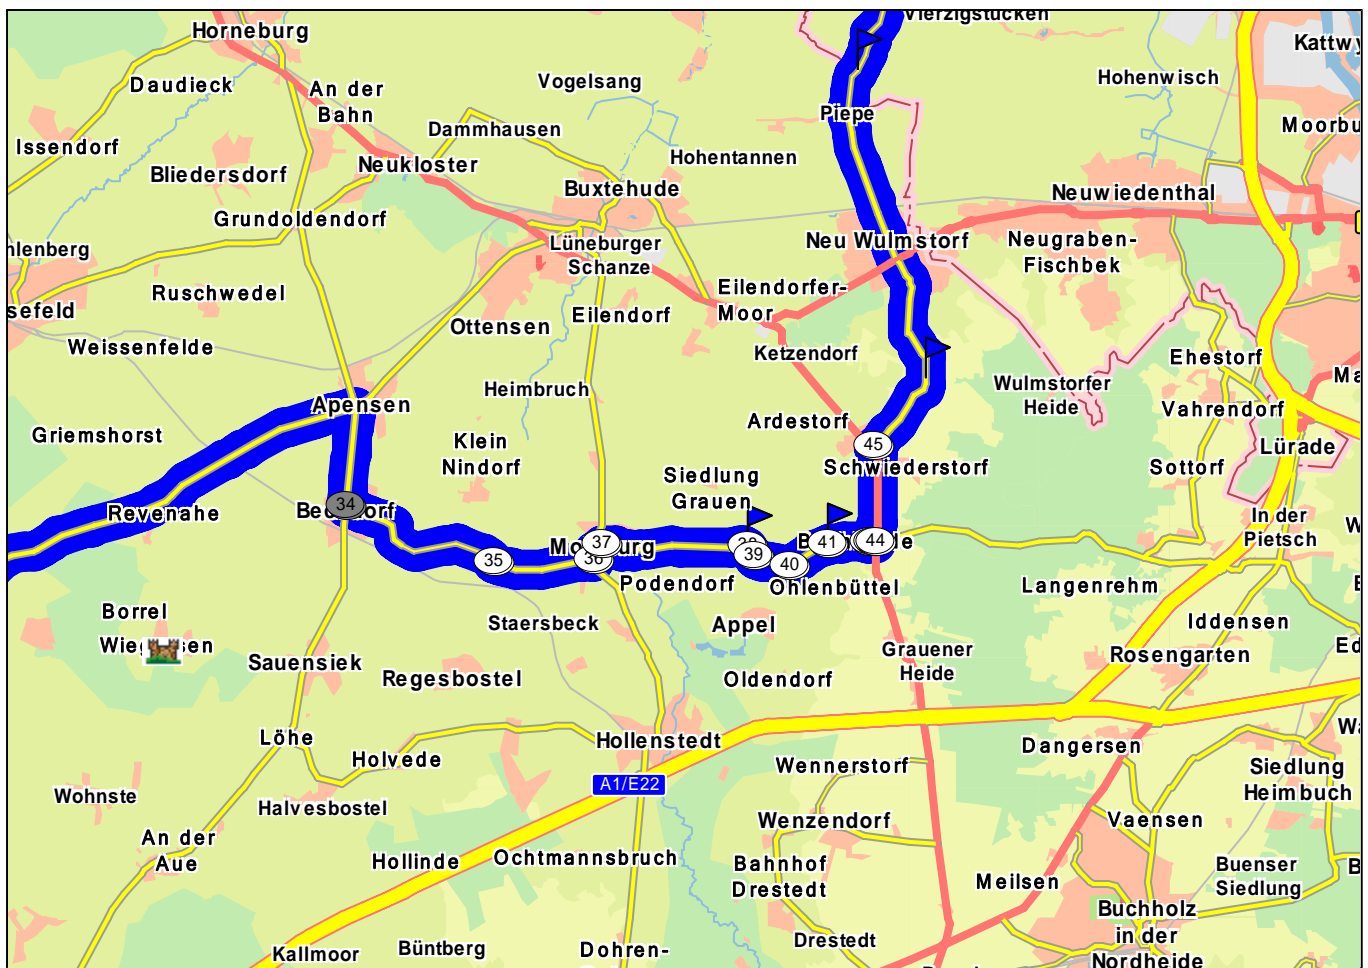 Vierzigstücken
Horneburg
Kattwy
Daudieck
An der
Bahn
Vogelsang
Hohenwisch
Piepe
Moorbu
Issendorf
Dammhausen
Neukloster
Hohentannen
Bliedersdorf
Buxtehude
Neuwiedenthal
Grundoldendorf
hlenberg
Lüneburger
Schanze
Neu Wulmstorf
Neugraben-
Fischbek
Ruschwedel
sefeld
Eilendorf
Eilendorfer-
Moor
Ottensen
Weissenfelde
Ketzendorf
Ehestorf
Heimbruch
Wulmstorfer
Heide
Ma
Apensen
Vahrendorf
Griemshorst
Ardestorf
Klein
Nindorf
45
Lürade
Siedlung
Grauen
Schwiederstorf
Sottorf
34
Revenahe
In der
Pietsch
W
35
37
39
40
41
44
Podendorf
Ohlenbüttel
Langenrehm
Borrel
Staersbeck
Appel
Iddensen
Sauensiek
Regesbostel
Oldendorf
Grauener
Heide
Rosengarten
Ed
Löhe
Holvede
Hollenstedt
Dangersen
Wa
A1/E22
Wennerstorf
Siedlung
Heimbuch
Wohnste
Halvesbostel
Wenzendorf
Vaensen
An der
Aue
Hollinde
Ochtmannsbruch
Bahnhof
Drestedt
Meilsen
Buenser
Siedlung
B
Buchholz
in der
Nordheide
Kallmoor
Büntberg
Dohren-
Drestedt